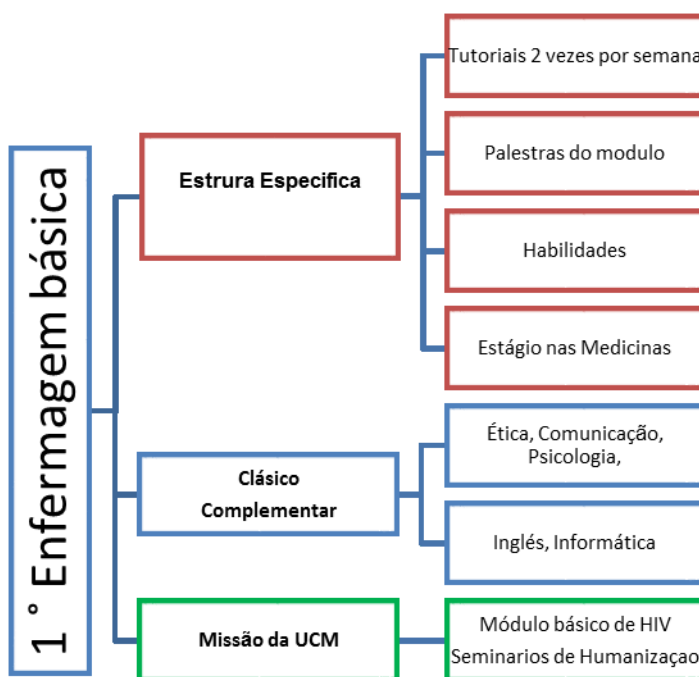 1˚ Enfermagem básica
Estrura Especifica
Tutoriais 2 vezes por semana
Palestras do modulo
Habilidades
Estágio nas Medicinas
Clásico
Complementar
Ética, Comunicação,
Psicologia,
Inglés, Informática
Missão da UCM
Módulo básico de HIV
Seminarios de Humanizaçao